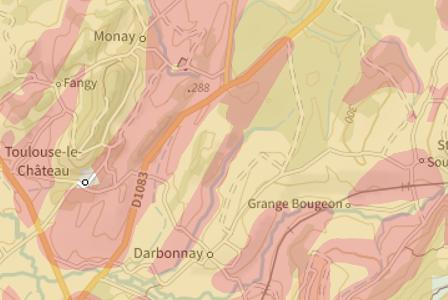 Monay
Fangy
.288
300
Toulouse-le-
Château
D1083
St
Sou
Grange Bougeon
H
Darbonnay